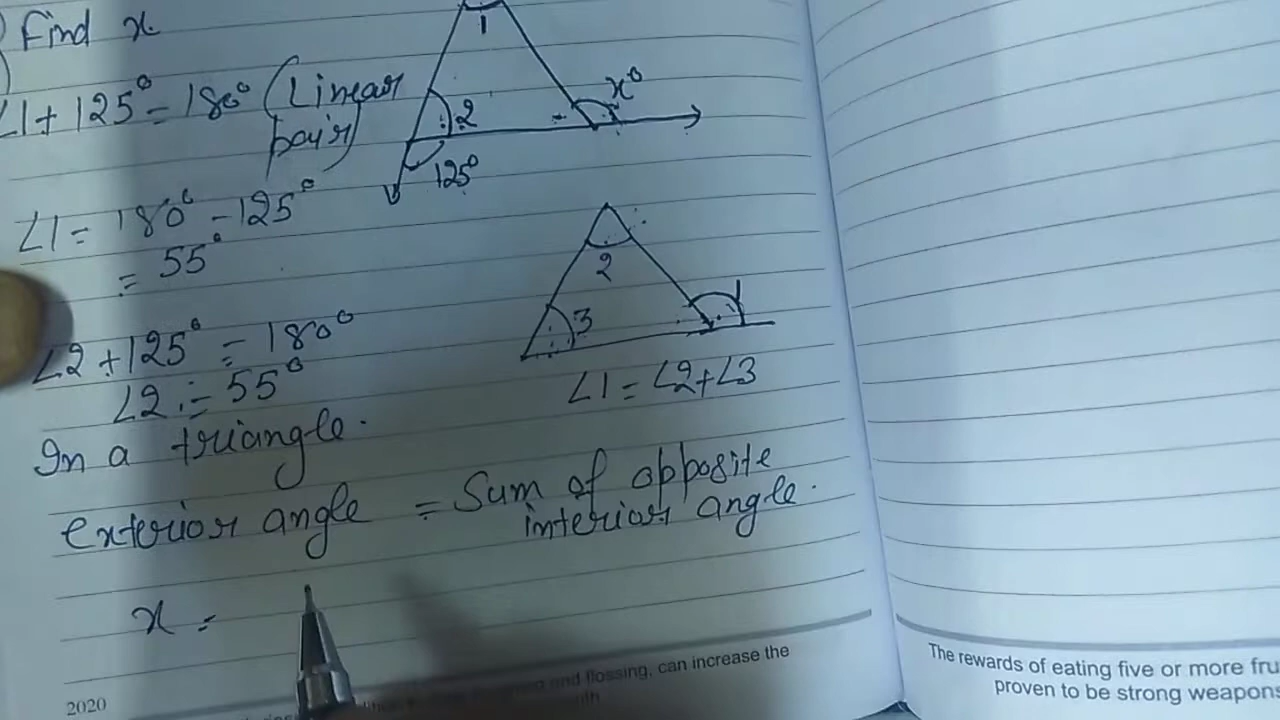 Find x
∠1 + 125° = 180° (Linear
pair)
∠1 = 180° - 125°
= 55°
∠2 + 125° = 180°
∠2 = 55°
1
2
x°
125°
2
3
1
∠1 = ∠2 + ∠3
In a triangle.
exterior angle = Sum of opposite
interior angle.
x =
2020
and flossing, can increase the
The rewards of eating five or more fru
proven to be strong weapons